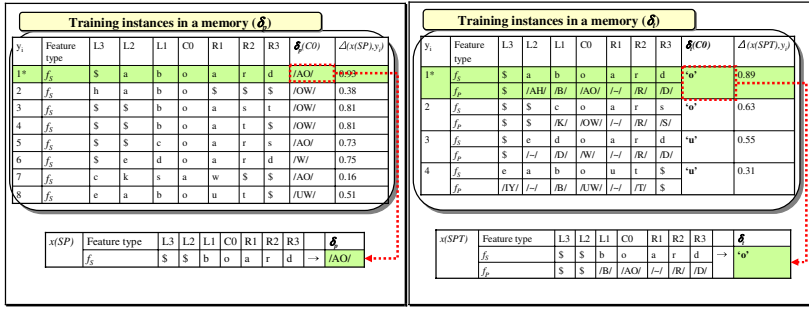 Training instances in a memory (δp)
yi Feature type L3 L2 L1 C0 R1 R2 R3 δp(C0) Δ(x(SP),yi)
1* fS $ a b o a r d /AO/ 0.93
2 fS h a b o $ $ $ /OW/ 0.38
3 fS $ $ b o a s t /OW/ 0.81
4 fS $ $ b o a t $ /OW/ 0.81
5 fS $ $ c o a r s /AO/ 0.73
6 fS $ e d o a r d /W/ 0.75
7 fS c k s a w $ $ /AO/ 0.16
8 fS e a b o u t $ /UW/ 0.51
x(SP) Feature type L3 L2 L1 C0 R1 R2 R3 δp
fS $ $ b o a r d → /AO/
Training instances in a memory (δt)
yi Feature type L3 L2 L1 C0 R1 R2 R3 δt(C0) Δ(x(SPT),yi)
1* fS $ a b o a r d ‘o’ 0.89
fP $ /AH/ /B/ /AO/ /~/ /R/ /D/
2 fS $ $ c o a r s ‘o’ 0.63
fP $ $ /K/ /OW/ /~/ /R/ /S/
3 fS $ e d o a r d ‘u’ 0.55
fP $ /~/ /D/ /W/ /~/ /R/ /D/
4 fS e a b o u t $ ‘u’ 0.31
fP /IY/ /~/ /B/ /UW/ /~/ /T/ $
x(SPT) Feature type L3 L2 L1 C0 R1 R2 R3 δt
fS $ $ b o a r d → ‘o’
fP $ $ /B/ /AO/ /~/ /R/ /D/